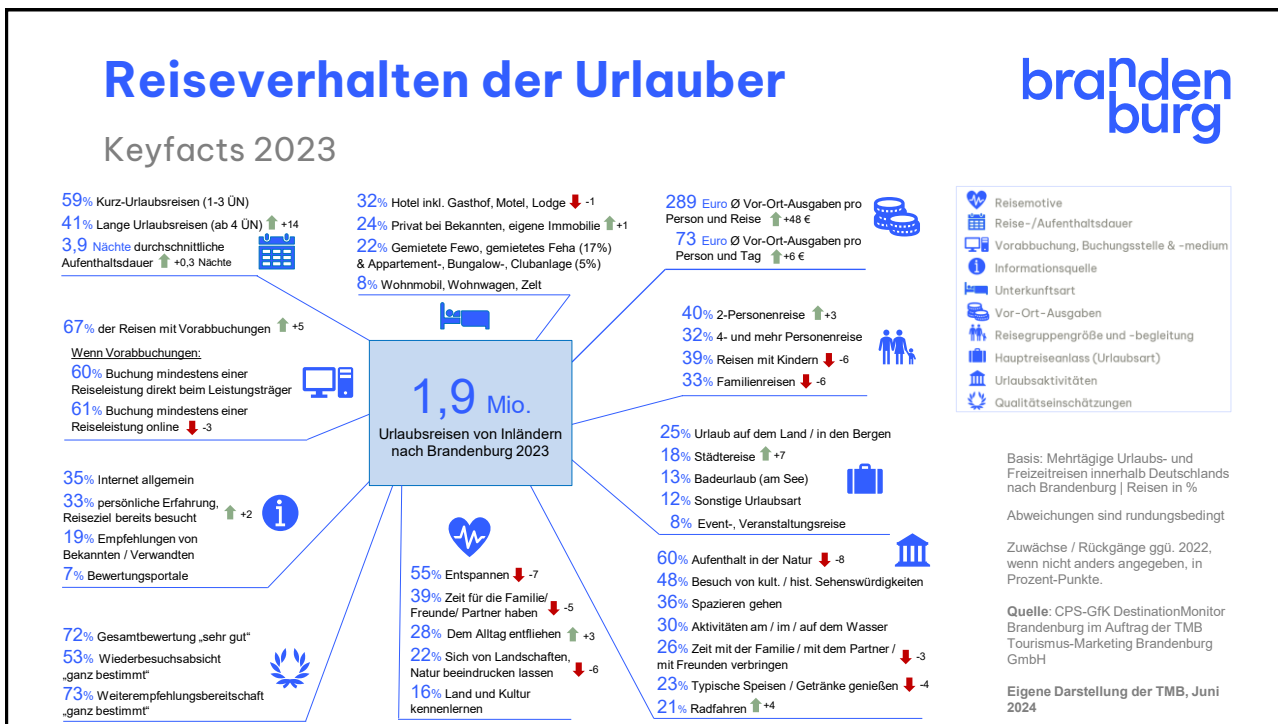 Reiseverhalten der Urlauber
Keyfacts 2023
branden
burg
59% Kurz-Urlaubsreisen (1-3 ÜN)
41% Lange Urlaubsreisen (ab 4 ÜN) +14
3,9 Nächte durchschnittliche
Aufenthaltsdauer +0,3 Nächte
32% Hotel inkl. Gasthof, Motel, Lodge -1
24% Privat bei Bekannten, eigene Immobilie +1
22% Gemietete Fewo, gemietetes Feha (17%)
& Appartement-, Bungalow-, Clubanlage (5%)
8% Wohnmobil, Wohnwagen, Zelt
289 Euro Ø Vor-Ort-Ausgaben pro
Person und Reise +48 €
73 Euro Ø Vor-Ort-Ausgaben pro
Person und Tag +6 €
67% der Reisen mit Vorabbuchungen +5
Wenn Vorabbuchungen:
60% Buchung mindestens einer
Reiseleistung direkt beim Leistungsträger
61% Buchung mindestens einer
Reiseleistung online -3
1,9 Mio.
Urlaubsreisen von Inländern
nach Brandenburg 2023
40% 2-Personenreise +3
32% 4- und mehr Personenreise
39% Reisen mit Kindern -6
33% Familienreisen -6
35% Internet allgemein
33% persönliche Erfahrung,
Reiseziel bereits besucht +2
19% Empfehlungen von
Bekannten / Verwandten
7% Bewertungsportale
25% Urlaub auf dem Land / in den Bergen
18% Städtereise +7
13% Badeurlaub (am See)
12% Sonstige Urlaubsart
8% Event-, Veranstaltungsreise
72% Gesamtbewertung „sehr gut“
53% Wiederbesuchsabsicht
„ganz bestimmt“
73% Weiterempfehlungsbereitschaft
„ganz bestimmt“
55% Entspannen -7
39% Zeit für die Familie/
Freunde/ Partner haben -5
28% Dem Alltag entfliehen +3
22% Sich von Landschaften,
Natur beeindrucken lassen -6
16% Land und Kultur
kennenlernen
60% Aufenthalt in der Natur -8
48% Besuch von kult. / hist. Sehenswürdigkeiten
36% Spazieren gehen
30% Aktivitäten am / im / auf dem Wasser
26% Zeit mit der Familie / mit dem Partner /
mit Freunden verbringen -3
23% Typische Speisen / Getränke genießen -4
21% Radfahren +4
Reisemotive
Reise-/Aufenthaltsdauer
Vorabbuchung, Buchungsstelle & -medium
Informationsquelle
Unterkunftsart
Vor-Ort-Ausgaben
Reisegruppengröße und -begleitung
Hauptreiseanlass (Urlaubsart)
Urlaubsaktivitäten
Qualitätseinschätzungen
Basis: Mehrtägige Urlaubs- und
Freizeitreisen innerhalb Deutschlands
nach Brandenburg | Reisen in %
Abweichungen sind rundungsbedingt
Zuwächse / Rückgänge ggü. 2022,
wenn nicht anders angegeben, in
Prozent-Punkte.
Quelle: CPS-GfK DestinationMonitor
Brandenburg im Auftrag der TMB
Tourismus-Marketing Brandenburg
GmbH
Eigene Darstellung der TMB, Juni
2024